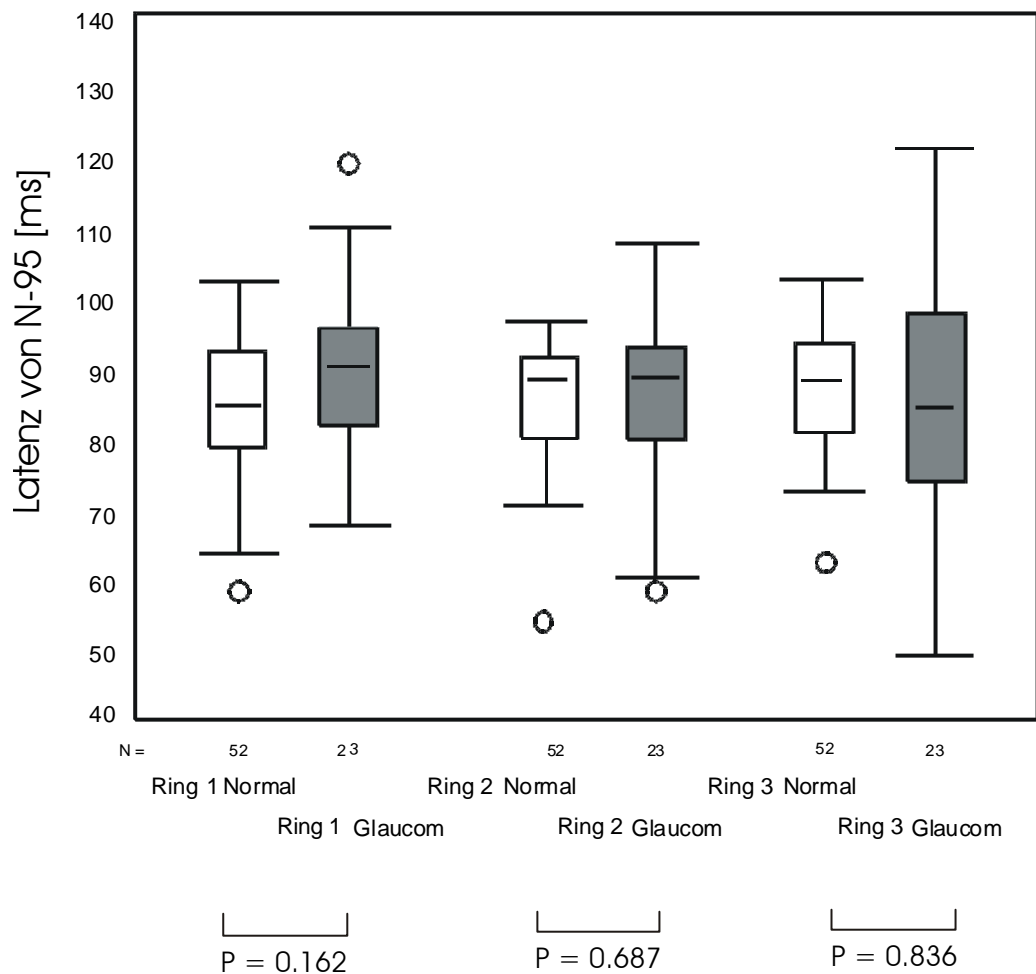 140
130
120
110
100
90
80
70
60
50
40
Latenz von N-95 [ms]
N = 52 23 52 23 52 23
Ring 1 Normal Ring 2 Normal Ring 3 Normal
Ring 1 Glaucom Ring 2 Glaucom Ring 3 Glaucom
P = 0.162 P = 0.687 P = 0.836